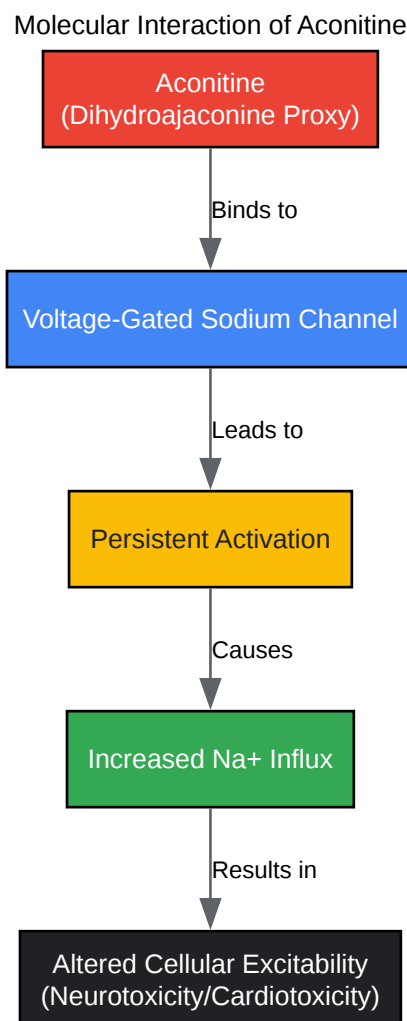 Molecular Interaction of Aconitine
Aconitine
(Dihydroajaconine Proxy)
Binds to
Voltage-Gated Sodium Channel
Leads to
Persistent Activation
Causes
Increased Na+ Influx
Results in
Altered Cellular Excitability
(Neurotoxicity/Cardiotoxicity)